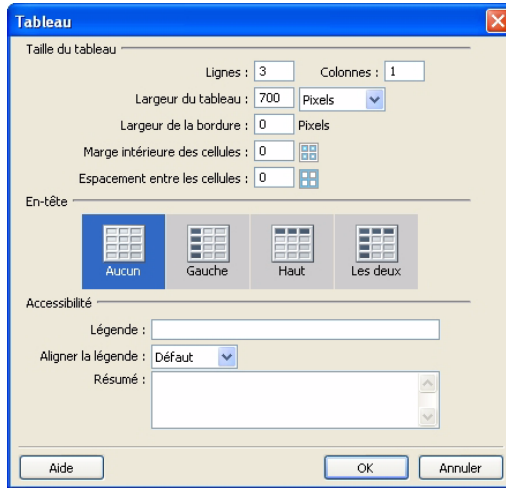 Tableau
Taille du tableau
Lignes : 3 Colonnes : 1
Largeur du tableau : 700 Pixels
Largeur de la bordure : 0 Pixels
Marge intérieure des cellules : 0
Espacement entre les cellules : 0
En-tête
Aucun Gauche Haut Les deux
Accessibilité
Légende :
Aligner la légende : Défaut
Résumé :
Aide OK Annuler